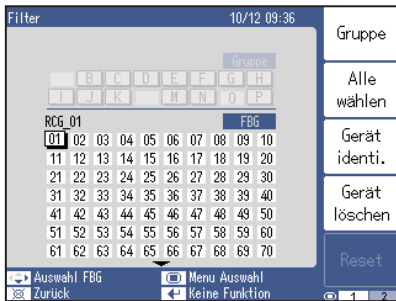 Filter 10/12 09:36
Gruppe
Gruppe
B C D E F G H
I J K M N O P
Alle
wählen
RCG_01 FBG
01 02 03 04 05 06 07 08 09 10
11 12 13 14 15 16 17 18 19 20
21 22 23 24 25 26 27 28 29 30
31 32 33 34 35 36 37 38 39 40
41 42 43 44 45 46 47 48 49 50
51 52 53 54 55 56 57 58 59 60
61 62 63 64 65 66 67 68 69 70
Gerät
identi.
Gerät
löschen
Reset
Auswahl FBG Menu Auswahl
Zurück Keine Funktion
1 2